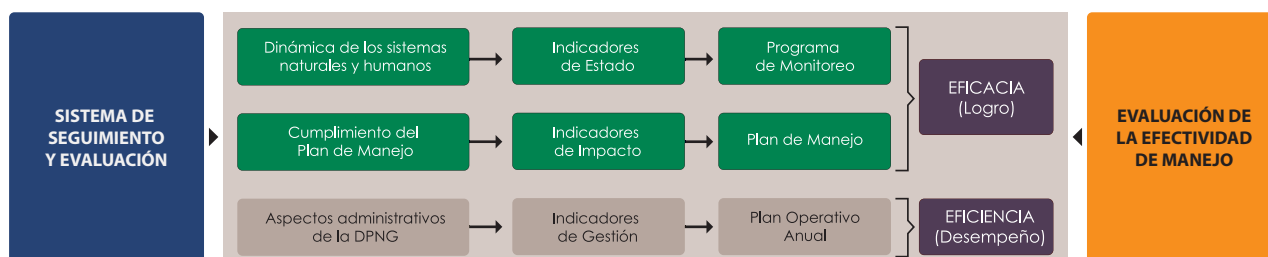 SISTEMA DE
SEGUIMIENTO
Y EVALUACIÓN
Dinámica de los sistemas
naturales y humanos
Indicadores
de Estado
Programa
de Monitoreo
Cumplimiento del
Plan de Manejo
Indicadores
de Impacto
Plan de Manejo
EFICACIA
(Logro)
Aspectos administrativos
de la DPNG
Indicadores
de Gestión
Plan Operativo
Anual
EFICIENCIA
(Desempeño)
EVALUACIÓN DE
LA EFECTIVIDAD
DE MANEJO